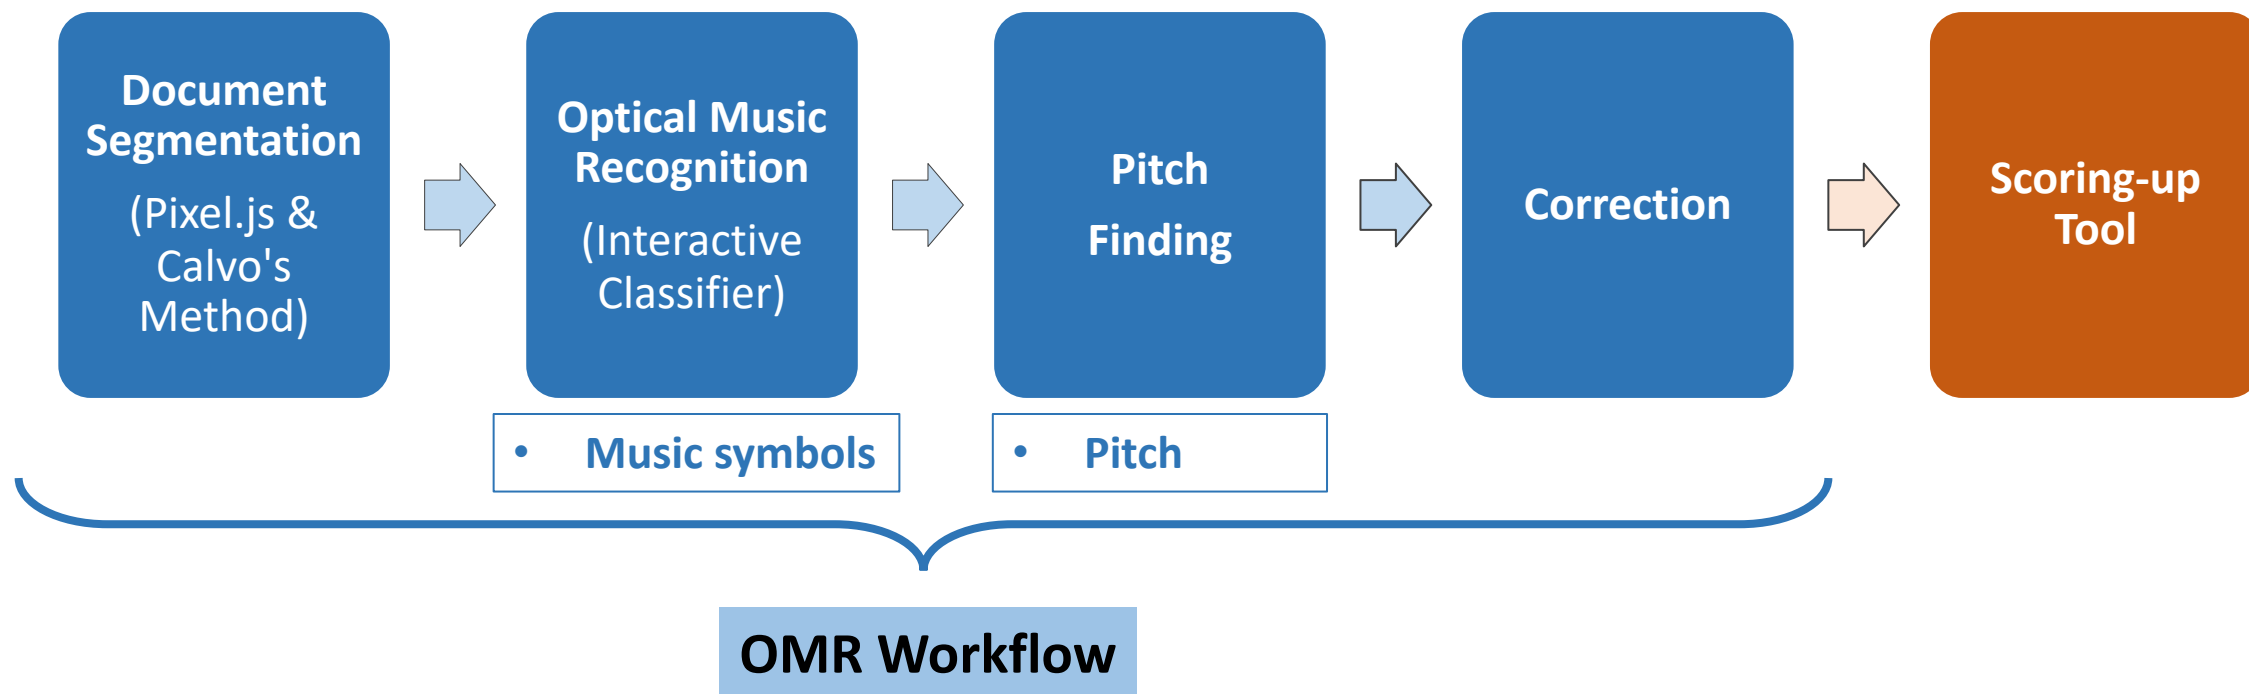 Document
Segmentation
(Pixel.js &
Calvo's
Method)
Optical Music
Recognition
(Interactive
Classifier)
Pitch
Finding
Correction
Scoring-up
Tool
• Music symbols
• Pitch
OMR Workflow